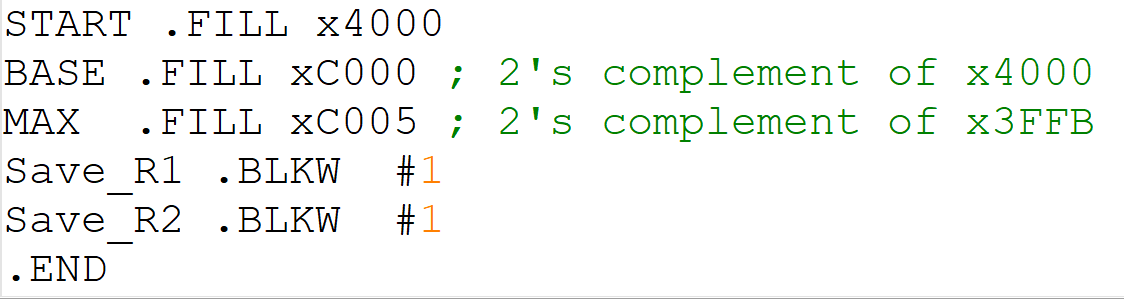 START .FILL x4000
BASE .FILL xC000 ; 2's complement of x4000
MAX  .FILL xC005 ; 2's complement of x3FFB
Save_R1 .BLKW  #1
Save_R2 .BLKW  #1
.END